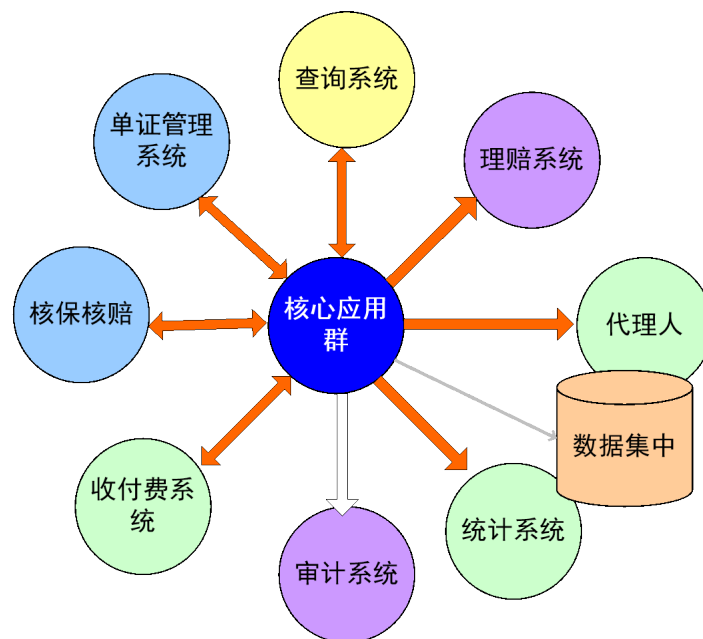 查询系统
单证管理
系统
理赔系统
核保核赔
核心应用
群
代理人
数据集中
收付费系
统
统计系统
审计系统